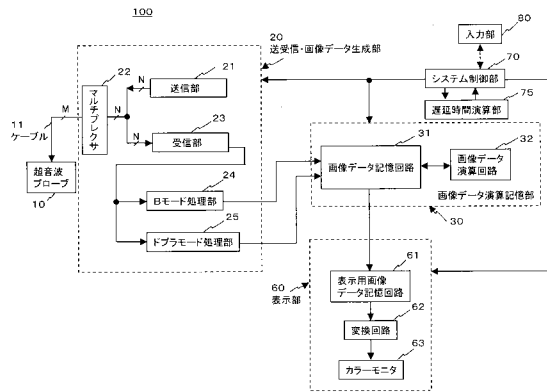 100
20
送受信・画像データ生成部
80
入力部
70
システム制御部
75
遅延時間演算部
22
マルチプレクサ
21
送信部
23
受信部
N
N
N
M
11
ケーブル
超音波
プローブ
10
24
Bモード処理部
25
ドプラモード処理部
31
画像データ記憶回路
32
画像データ
演算回路
画像データ演算記憶部
30
60
表示部
61
表示用画像
データ記憶回路
62
変換回路
63
カラーモニタ